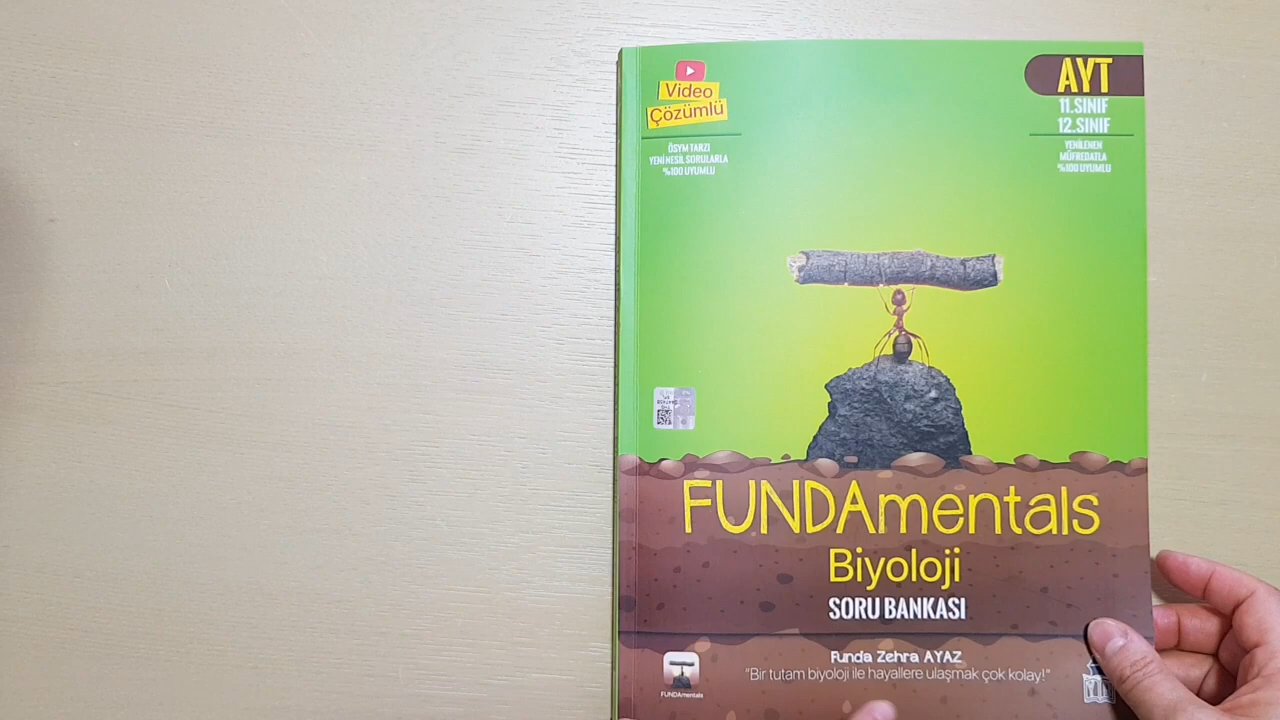 Video
Çözümlü
ÖSYM TARZI
YENİ NESİL SORULARLA
%100 UYUMLU
AYT
11.SINIF
12.SINIF
YENİLENEN
MÜFREDATLA
%100 UYUMLU
FUNDAmentals
Biyoloji
SORU BANKASI
Funda Zehra AYAZ
"Bir tutam biyoloji ile hayallere ulaşmak çok kolay!"
FUNDAmentals